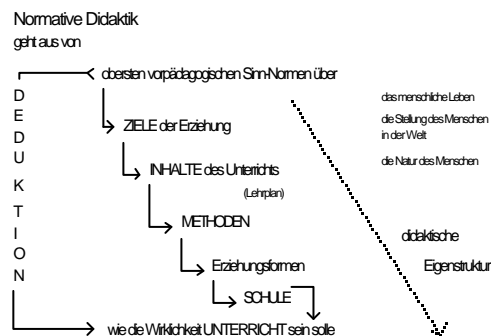 Normative Didaktik
geht aus von
obersten vorpädagogischen Sinn-Normen über
das menschliche Leben
die Stellung des Menschen
in der Welt
die Natur des Menschen
DEDUKTION
ZIELE der Erziehung
INHALTE des Unterrichts
(Lehrplan)
METHODEN
didaktische
Eigenstruktur
Erziehungsformen
SCHULE
wie die Wirklichkeit UNTERRICHT sein solle